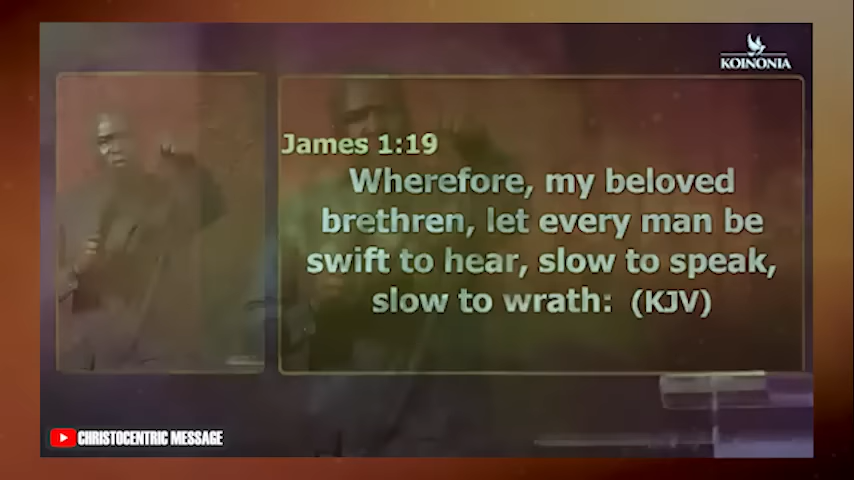 KOINONIA
James 1:19
Wherefore, my beloved
brethren, let every man be
swift to hear, slow to speak,
slow to wrath: (KJV)
CHRISTOCENTRIC MESSAGE